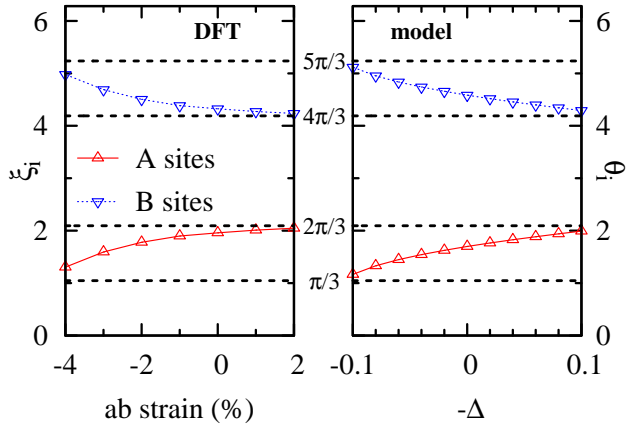 DFT
model
6
4
2
0
ξi
A sites
B sites
5π/3
4π/3
2π/3
π/3
6
4
2
0
θi
-4
-2
0
2
-0.1
0
0.1
ab strain (%)
-Δ